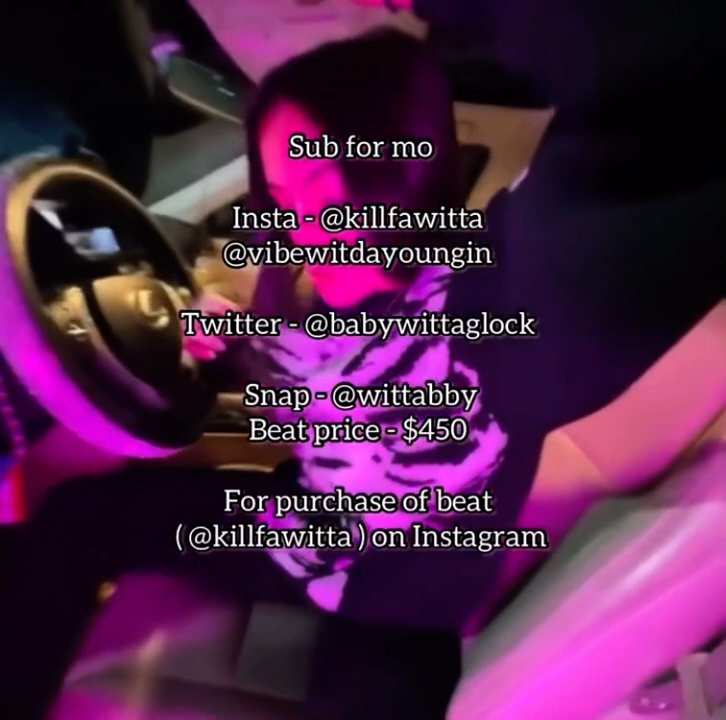 Sub for mo
Insta - @killfawitta
@vibewitdayoungin
Twitter - @babywittaglock
Snap - @wittabby
Beat price - $450
For purchase of beat
( @killfawitta ) on Instagram